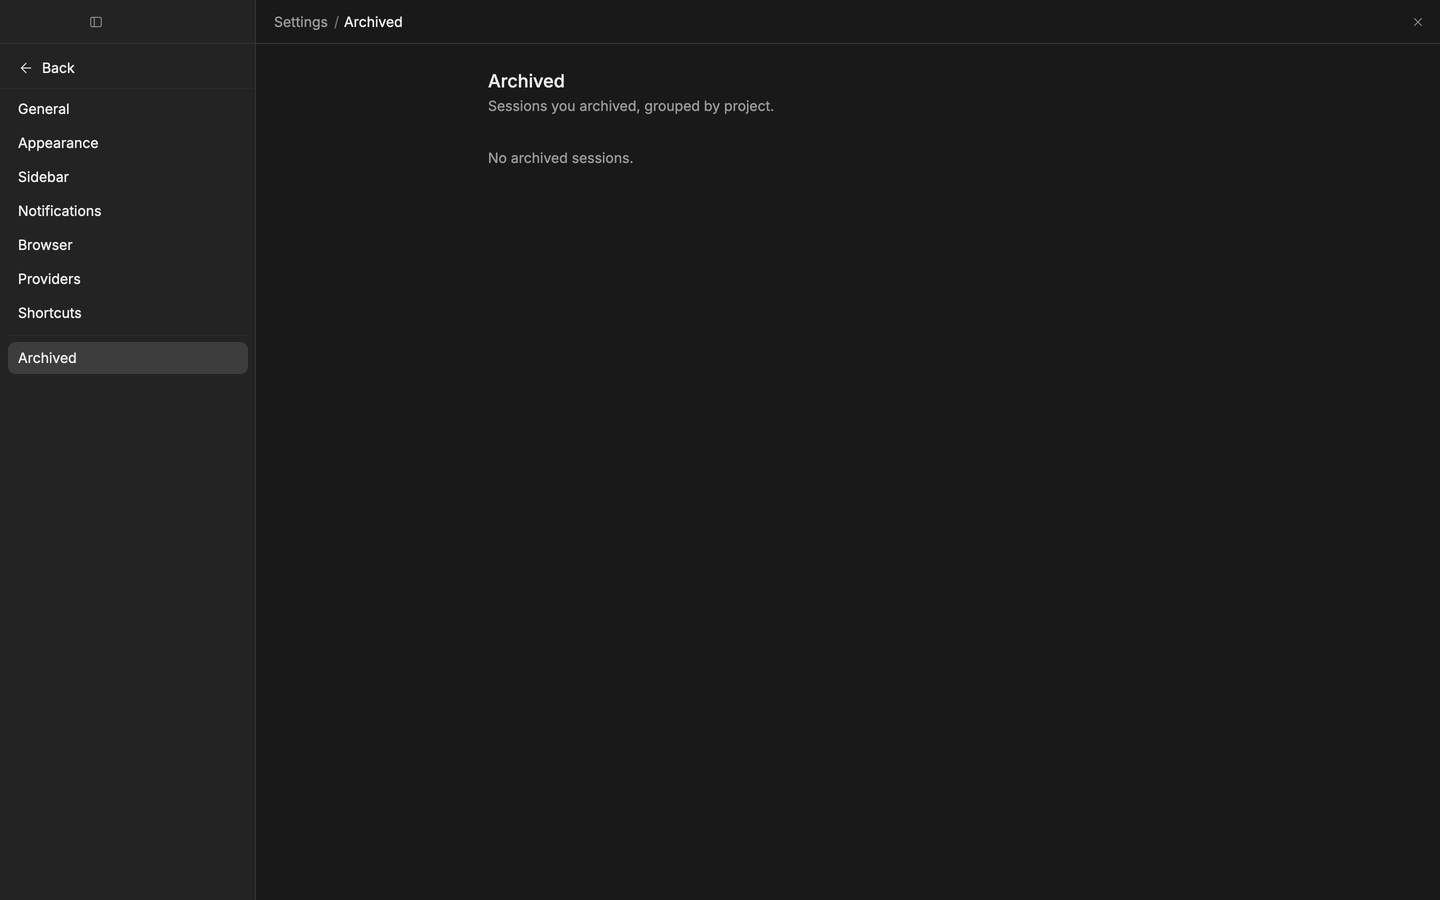 Settings / Archived
Back
General
Appearance
Sidebar
Notifications
Browser
Providers
Shortcuts
Archived
Archived
Sessions you archived, grouped by project.
No archived sessions.